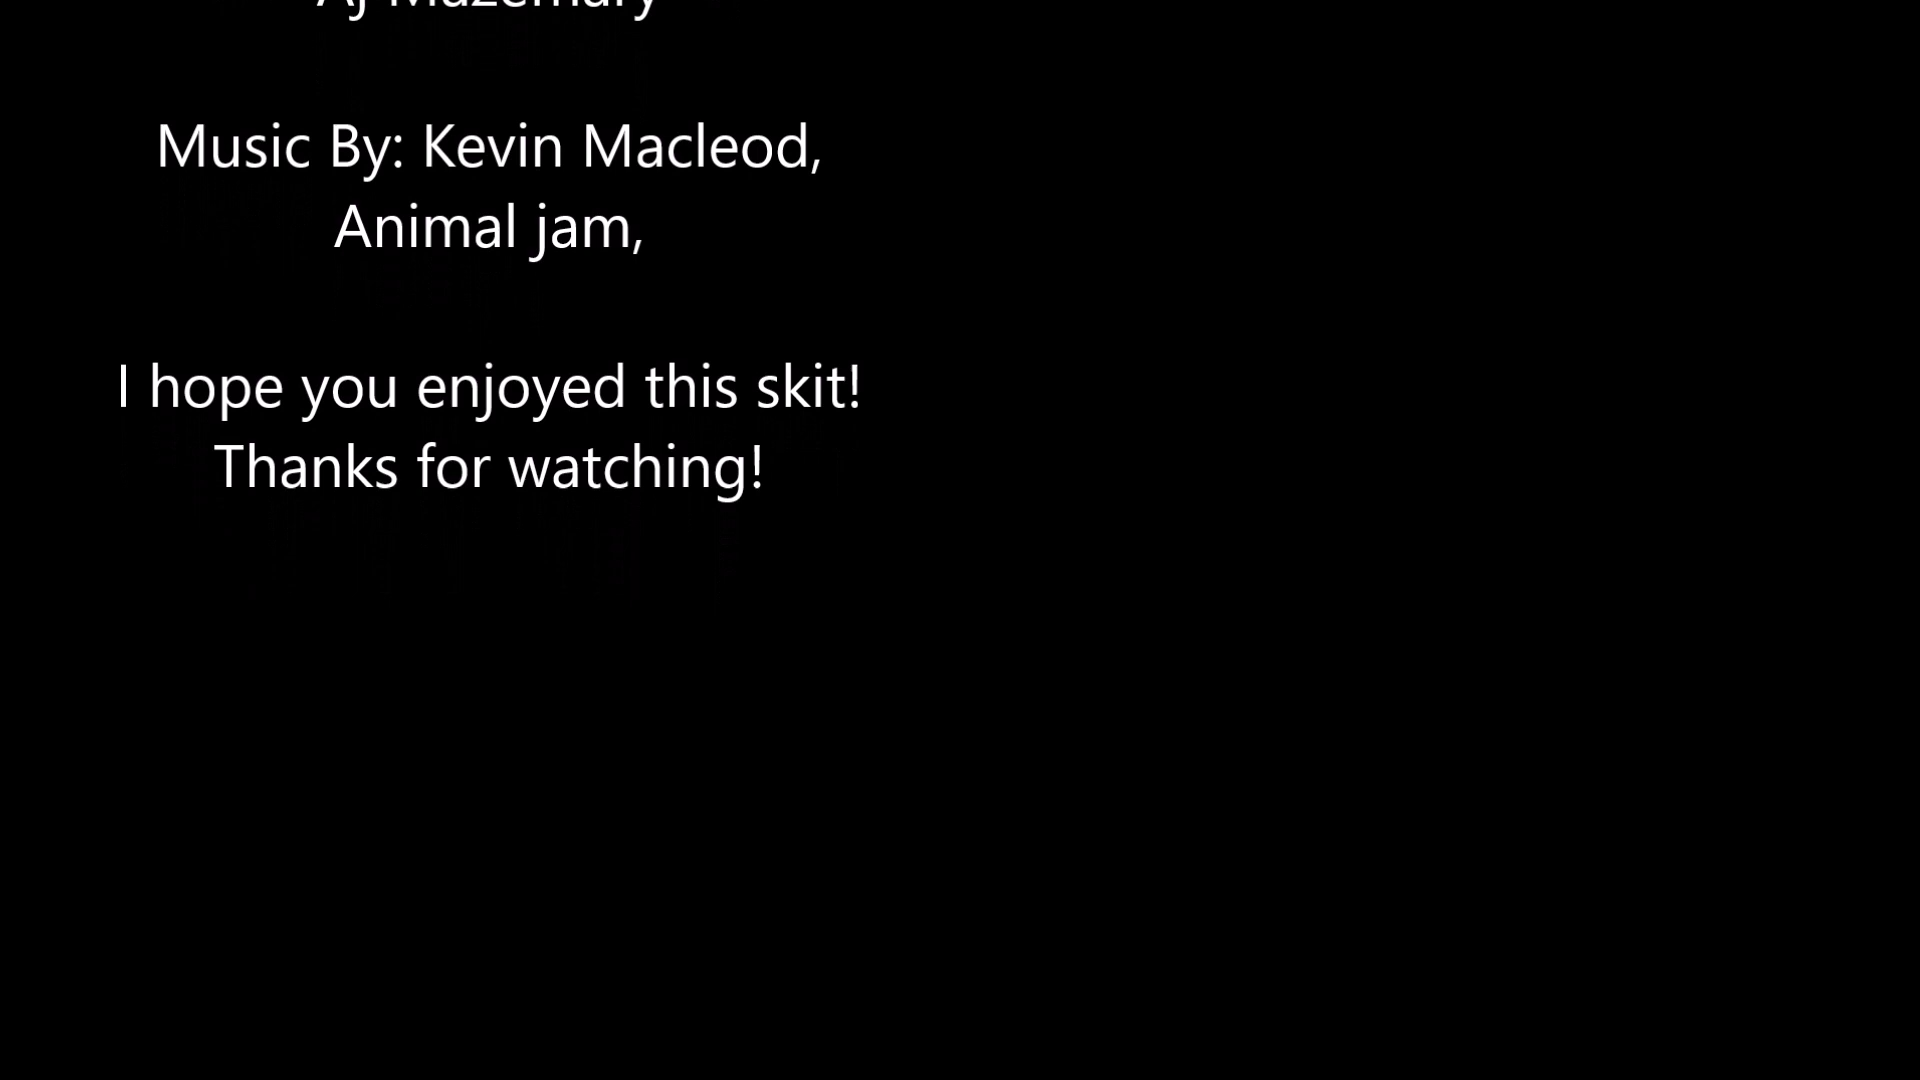 Music By: Kevin Macleod,
Animal jam,
I hope you enjoyed this skit!
Thanks for watching!